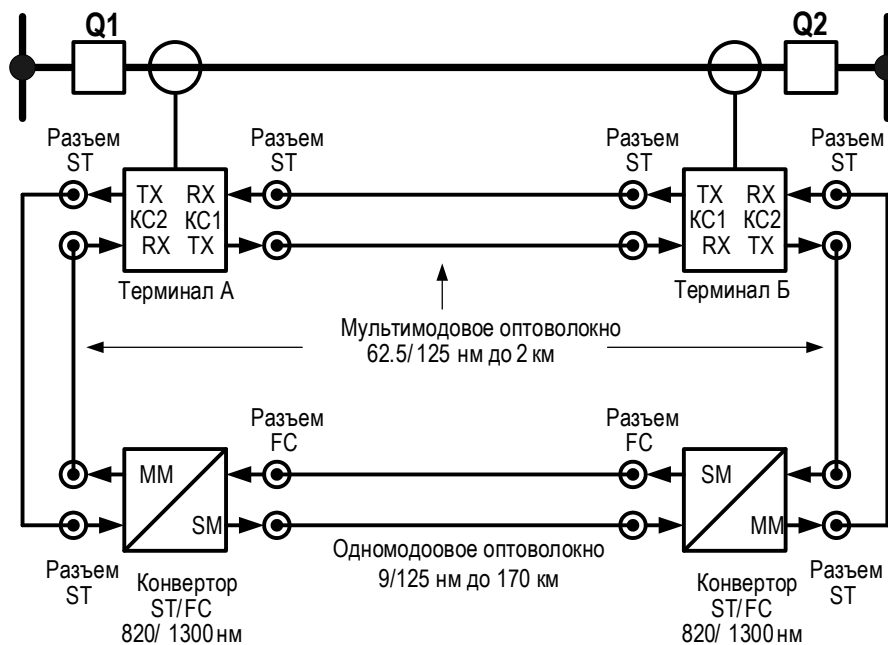 Q1
Q2
Разъем
ST
Разъем
ST
Разъем
ST
Разъем
ST
TX RX
КС2 КС1
RX TX
TX RX
КС1 КС2
RX TX
Терминал А
Терминал Б
Мультимодовое оптоволокно
62.5/125 нм до 2 км
Разъем
FC
Разъем
FC
MM
SM
SM
MM
Одномодоовое оптоволокно
9/125 нм до 170 км
Разъем
ST
Конвертор
ST/FC
820/ 1300 нм
Конвертор
ST/FC
820/ 1300 нм
Разъем
ST